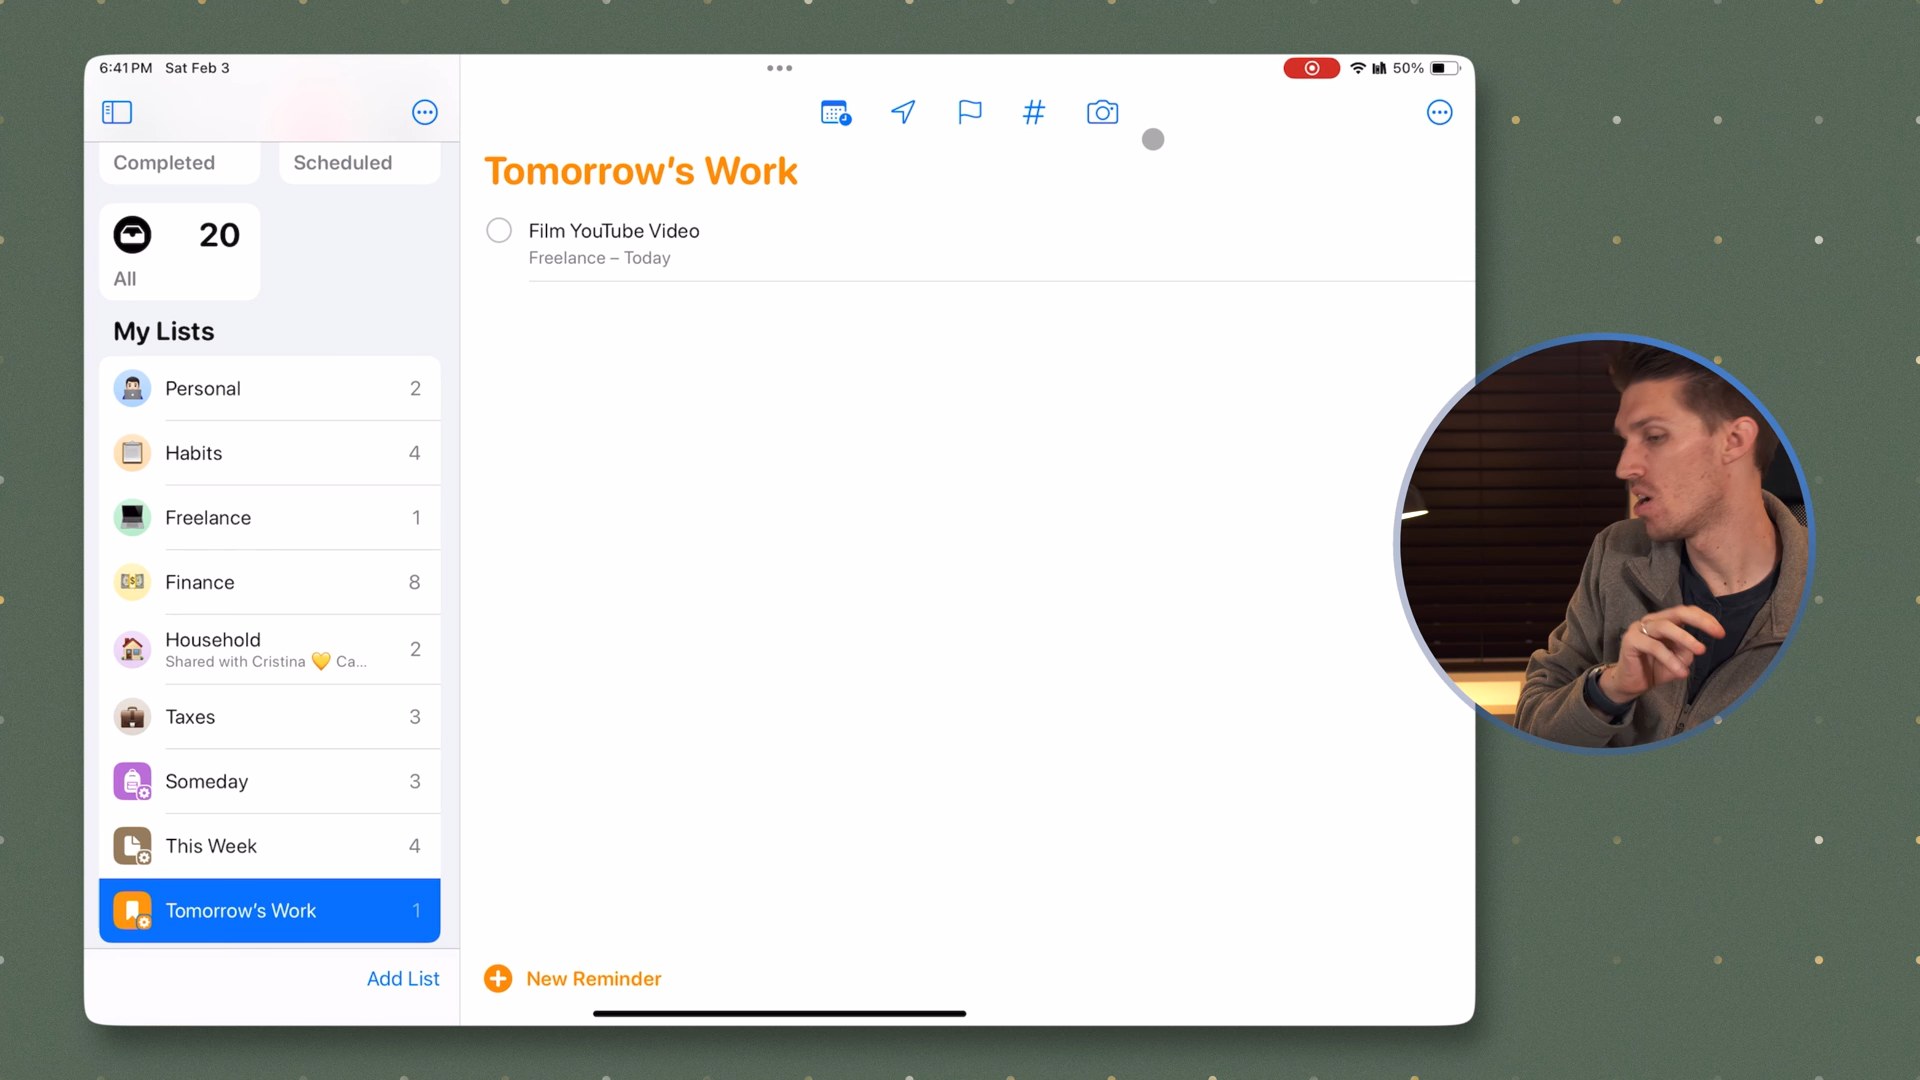 6:41 PM Sat Feb 3
50%
Completed
Scheduled
20
All
My Lists
Personal 2
Habits 4
Freelance 1
Finance 8
Household 2
Shared with Cristina 💛 Ca...
Taxes 3
Someday 3
This Week 4
Tomorrow's Work 1
Add List
Tomorrow's Work
Film YouTube Video
Freelance – Today
New Reminder